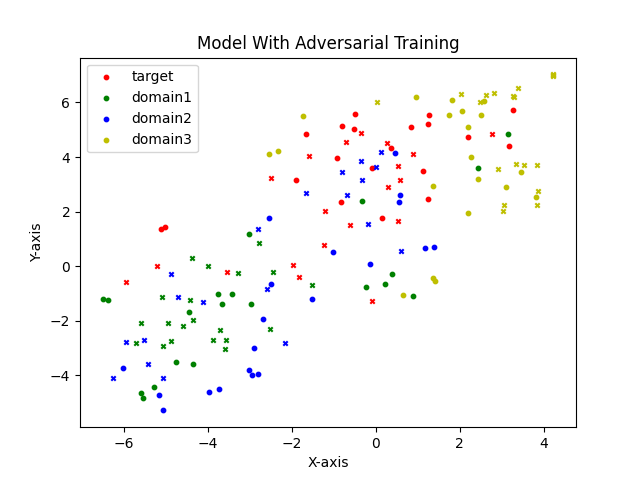 Model With Adversarial Training
target
domain1
domain2
domain3
Y-axis
6
4
2
0
−2
−4
−6 −4 −2 0 2 4
X-axis